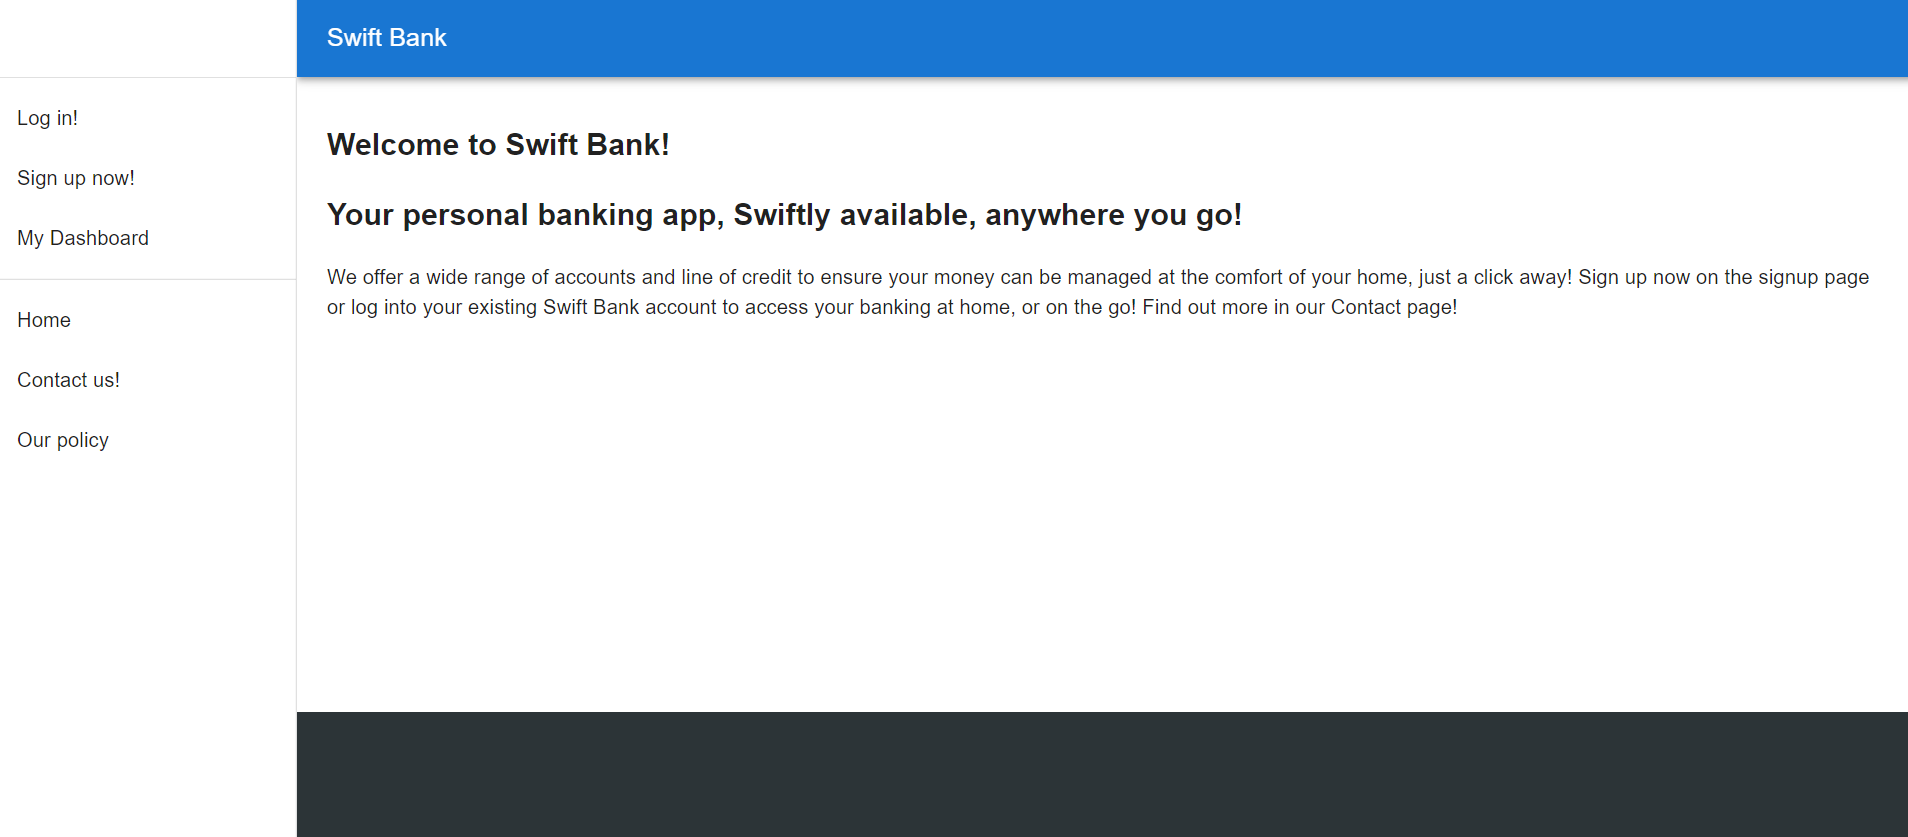 Swift Bank
Log in!
Sign up now!
My Dashboard
Home
Contact us!
Our policy
Welcome to Swift Bank!
Your personal banking app, Swiftly available, anywhere you go!
We offer a wide range of accounts and line of credit to ensure your money can be managed at the comfort of your home, just a click away! Sign up now on the signup page
or log into your existing Swift Bank account to access your banking at home, or on the go! Find out more in our Contact page!